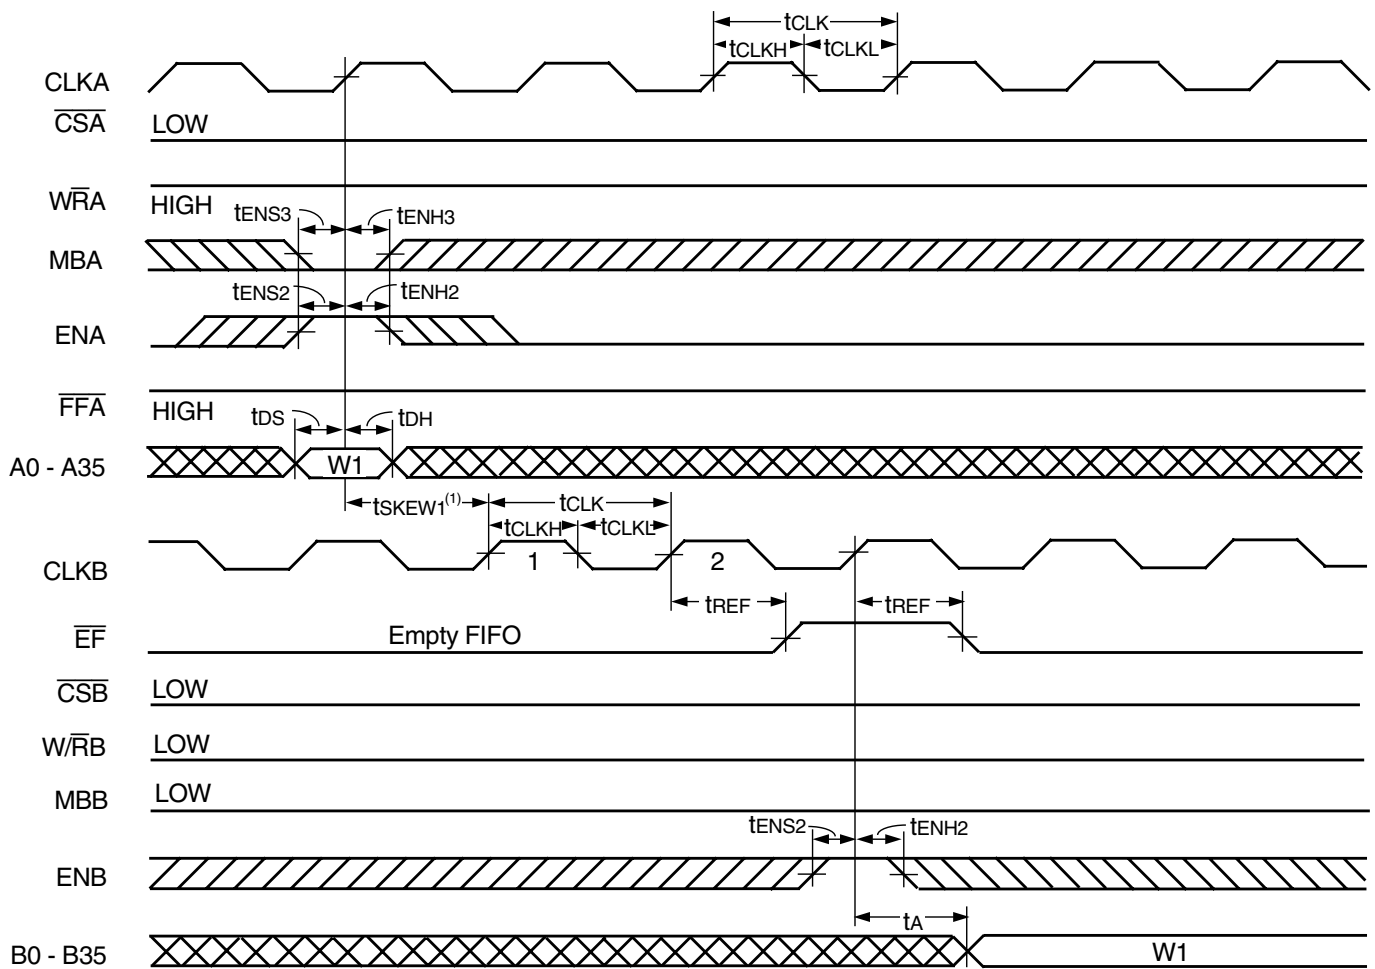 tCLK
tCLKH tCLKL
CLKA
CSA LOW
WRA HIGH
tENS3 tENH3
MBA
tENS2 tENH2
ENA
FFA HIGH
tDS tDH
A0 - A35 W1
tSKEW1(1) tCLK
tCLKH tCLKL
CLKB 1 2
tREF tREF
EF Empty FIFO
CSB LOW
W/RB LOW
MBB LOW
tENS2 tENH2
ENB
tA
B0 - B35 W1